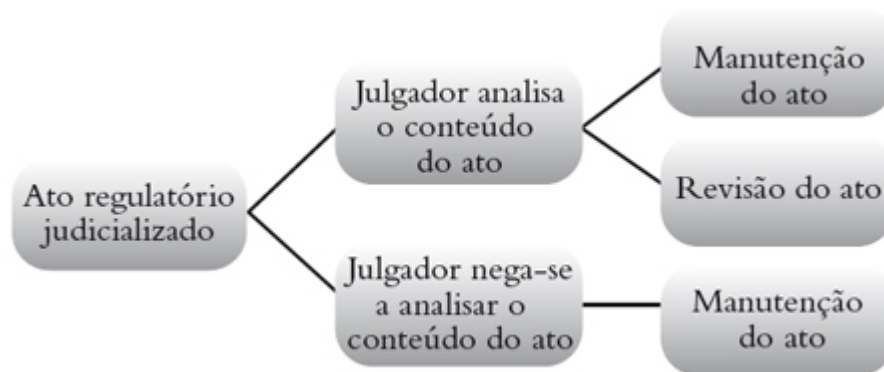 Ato regulatório
judicializado
Julgador analisa
o conteúdo
do ato
Manutenção
do ato
Revisão do ato
Julgador nega-se
a analisar o
conteúdo do ato
Manutenção
do ato